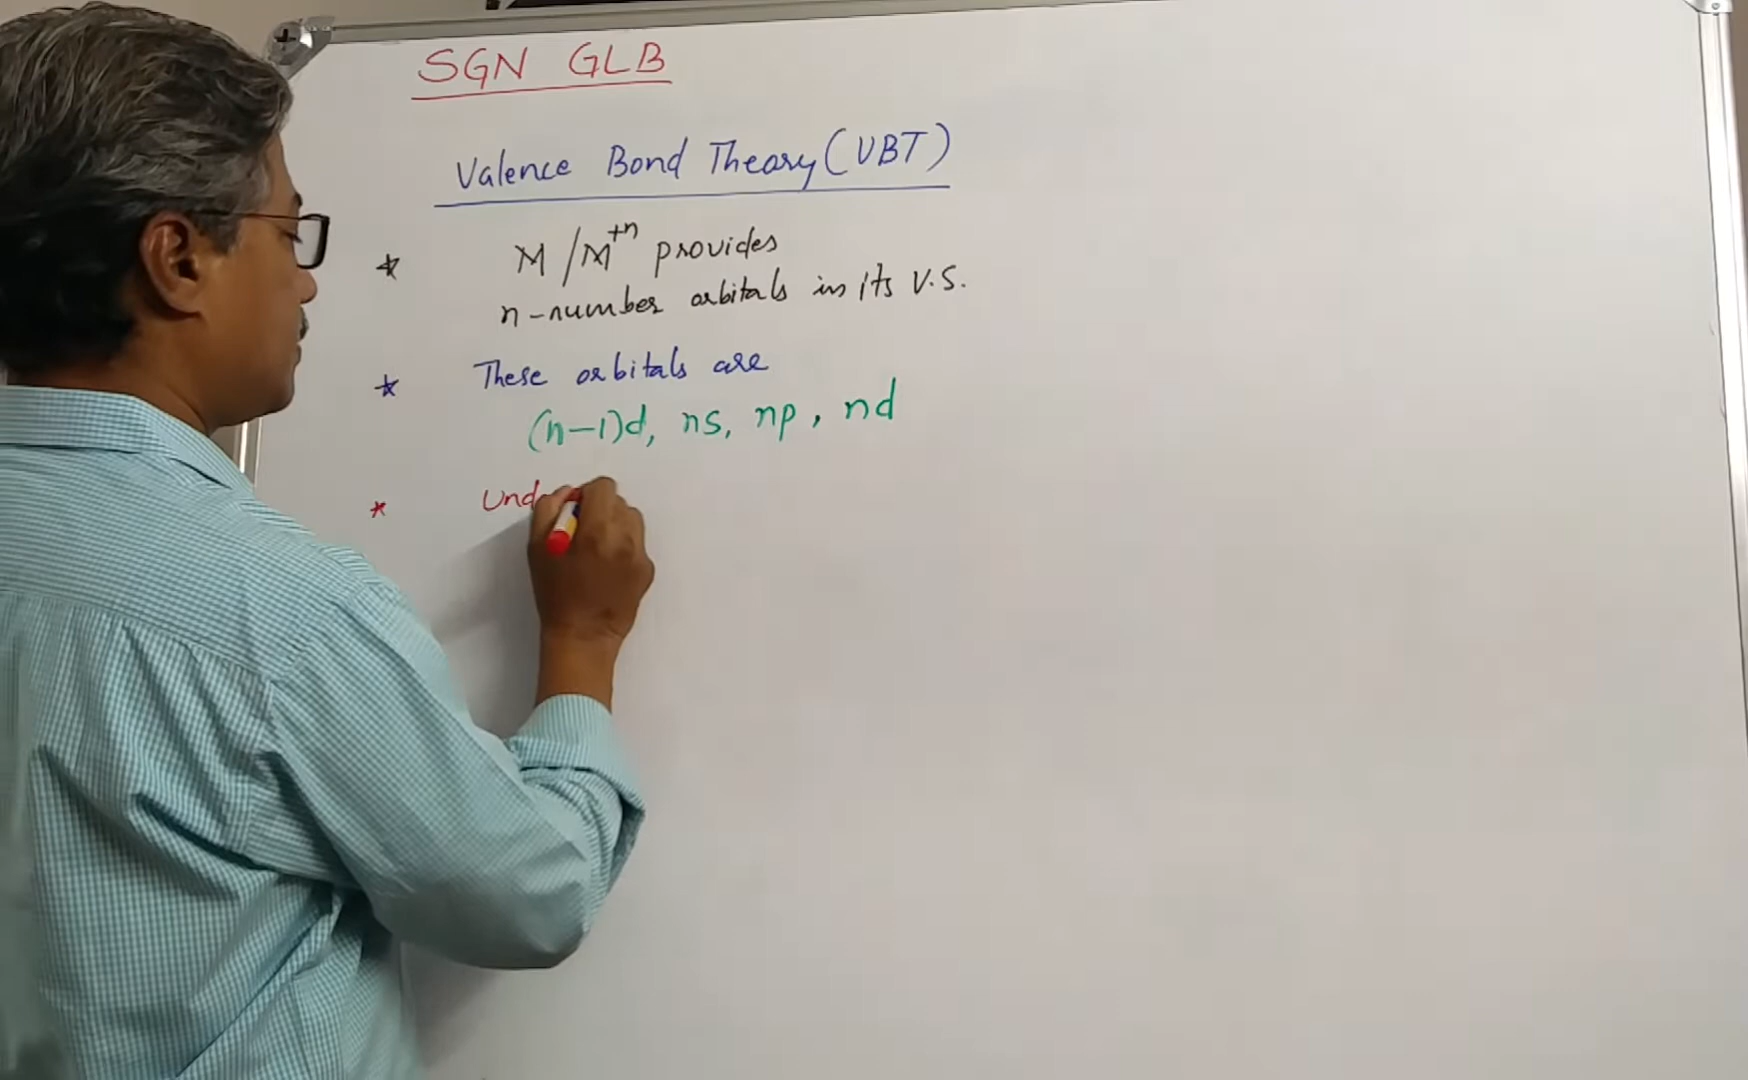 SGN GLB
Valence Bond Theory (VBT)
* M/M⁺ⁿ provides
n-number orbitals in its V.S.
* These orbitals are
(n-1)d, ns, np, nd
* Und